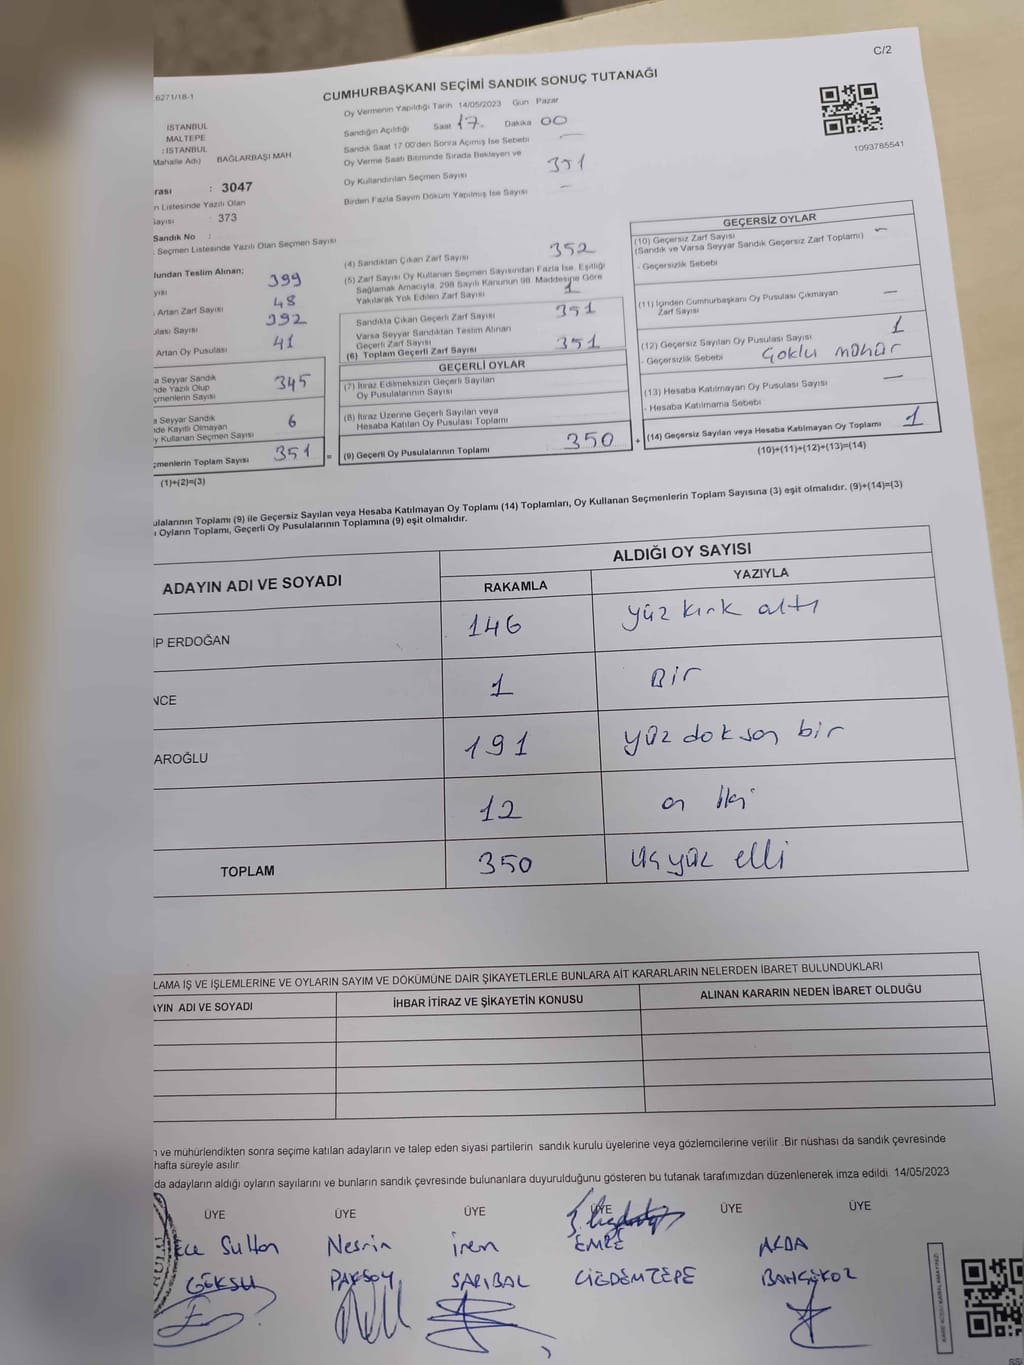 C/2
6271/18-1
CUMHURBAŞKANI SEÇİMİ SANDIK SONUÇ TUTANAĞI
Oy Vermenin Yapıldığı Tarih 14/05/2023 Gün Pazar
İSTANBUL
MALTEPE
: İSTANBUL
Mahalle Adı) BAĞLARBAŞI MAH
Sandığın Açıldığı Saat 17. Dakika 00
Sandık Saat 17 00'den Sonra Açımış İse Sebebi —
Oy Verme Saati Bitiminde Sırada Bekleyen ve
Oy Kullandırılan Seçmen Sayısı 351
Birden Fazla Sayım Döküm Yapılmış İse Sayısı —
1093785541
rası : 3047
n Listesinde Yazılı Olan
sayısı : 373
Sandık No :
Seçmen Listesinde Yazılı Olan Seçmen Sayısı
lundan Teslim Alınan;
yısı 399
Artan Zarf Sayısı 48
ulası Sayısı 392
Artan Oy Pusulası 41
a Seyyar Sandık
nde Yazılı Olup
çmenlerin Sayısı 345
a Seyyar Sandık
nde Kayıtlı Olmayan
y Kullanan Seçmen Sayısı 6
çmenlerin Toplam Sayısı 351
(1)+(2)=(3)
(4) Sandıktan Çıkan Zarf Sayısı 352
(5) Zarf Sayısı Oy Kullanan Seçmen Sayısından Fazla İse, Eşitliği
Sağlamak Amacıyla, 298 Sayılı Kanunun 98. Maddesine Göre
Yakılarak Yok Edilen Zarf Sayısı 1
Sandıkta Çıkan Geçerli Zarf Sayısı 351
Varsa Seyyar Sandıktan Teslim Alınan
Geçerli Zarf Sayısı
(6) Toplam Geçerli Zarf Sayısı 351
GEÇERLİ OYLAR
(7) İtiraz Edilmeksizin Geçerli Sayılan
Oy Pusulalarının Sayısı
(8) İtiraz Üzerine Geçerli Sayılan veya
Hesaba Katılan Oy Pusulası Toplamı
= (9) Geçerli Oy Pusulalarının Toplamı 350 +
GEÇERSİZ OYLAR
(10) Geçersiz Zarf Sayısı —
(Sandık ve Varsa Seyyar Sandık Geçersiz Zarf Toplamı)
- Geçersizlik Sebebi
(11) İçinden Cumhurbaşkanı Oy Pusulası Çıkmayan
Zarf Sayısı —
(12) Geçersiz Sayılan Oy Pusulası Sayısı 1
- Geçersizlik Sebebi Çoklu mühür
(13) Hesaba Katılmayan Oy Pusulası Sayısı —
- Hesaba Katılmama Sebebi
(14) Geçersiz Sayılan veya Hesaba Katılmayan Oy Toplamı 1
(10)+(11)+(12)+(13)=(14)
ulalarının Toplamı (9) ile Geçersiz Sayılan veya Hesaba Katılmayan Oy Toplamı (14) Toplamları, Oy Kullanan Seçmenlerin Toplam Sayısına (3) eşit olmalıdır. (9)+(14)=(3)
ı Oyların Toplamı, Geçerli Oy Pusulalarının Toplamına (9) eşit olmalıdır.
ADAYIN ADI VE SOYADI
ALDIĞI OY SAYISI
RAKAMLA YAZIYLA
İP ERDOĞAN 146 yüz kırk altı
NCE 1 Bir
AROĞLU 191 yüz doksan bir
12 on iki
TOPLAM 350 üç yüz elli
LAMA İŞ VE İŞLEMLERİNE VE OYLARIN SAYIM VE DÖKÜMÜNE DAİR ŞİKAYETLERLE BUNLARA AİT KARARLARIN NELERDEN İBARET BULUNDUKLARI
YIN ADI VE SOYADI İHBAR İTİRAZ VE ŞİKAYETİN KONUSU ALINAN KARARIN NEDEN İBARET OLDUĞU
n ve mühürlendikten sonra seçime katılan adayların ve talep eden siyasi partilerin sandık kurulu üyelerine veya gözlemcilerine verilir .Bir nüshası da sandık çevresinde
hafta süreyle asılır
da adayların aldığı oyların sayılarını ve bunların sandık çevresinde bulunanlara duyurulduğunu gösteren bu tutanak tarafımızdan düzenlenerek imza edildi. 14/05/2023
ÜYE ÜYE ÜYE ÜYE ÜYE ÜYE
Ece Sultan Nesrin iren EMRE ARDA
GÖKSU PAKSOY SARIBAL CİĞDEMTEPE BAHÇEKOZ